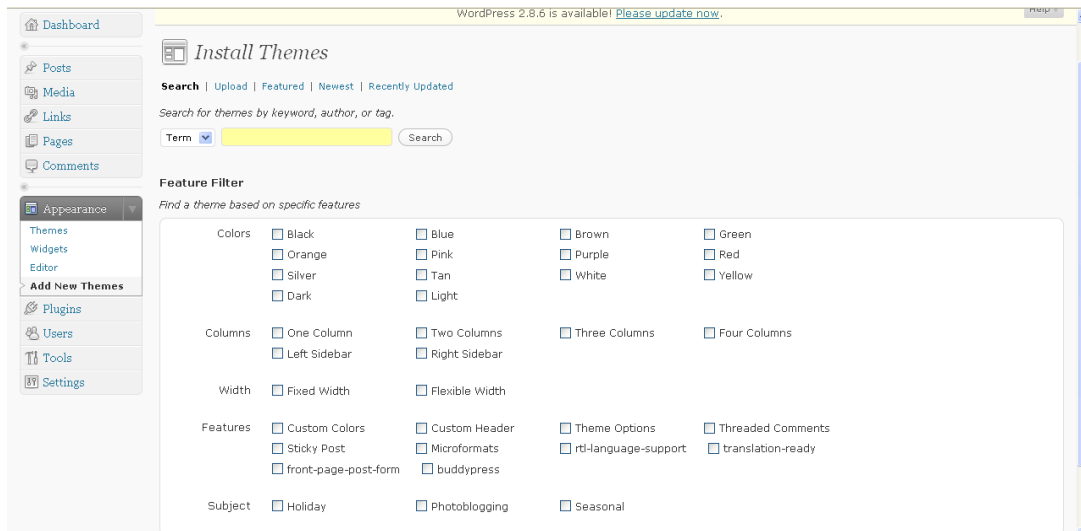 WordPress 2.8.6 is available! Please update now.
Help
Dashboard
Posts
Media
Links
Pages
Comments
Appearance
Themes
Widgets
Editor
Add New Themes
Plugins
Users
Tools
Settings
Install Themes
Search | Upload | Featured | Newest | Recently Updated
Search for themes by keyword, author, or tag.
Term Search
Feature Filter
Find a theme based on specific features
Colors Black Blue Brown Green
Orange Pink Purple Red
Silver Tan White Yellow
Dark Light
Columns One Column Two Columns Three Columns Four Columns
Left Sidebar Right Sidebar
Width Fixed Width Flexible Width
Features Custom Colors Custom Header Theme Options Threaded Comments
Sticky Post Microformats rtl-language-support translation-ready
front-page-post-form buddypress
Subject Holiday Photoblogging Seasonal